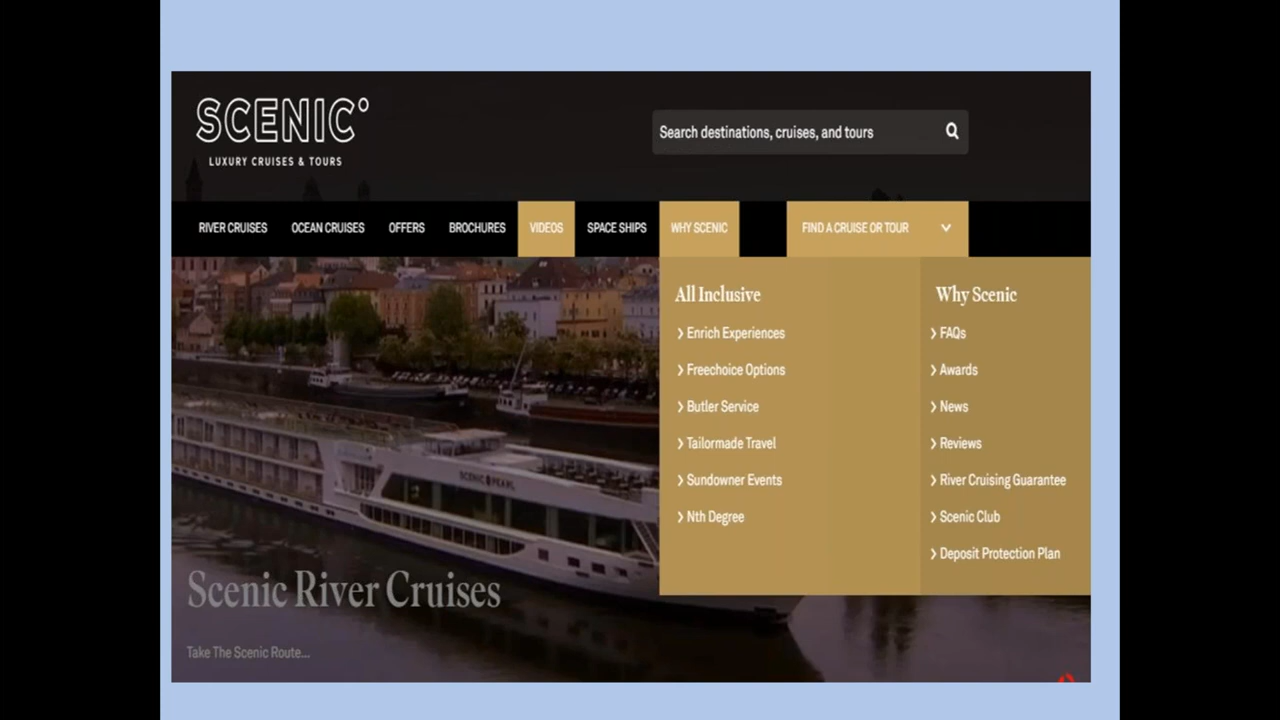 SCENIC°
LUXURY CRUISES & TOURS
Search destinations, cruises, and tours
RIVER CRUISES OCEAN CRUISES OFFERS BROCHURES VIDEOS SPACE SHIPS WHY SCENIC FIND A CRUISE OR TOUR
All Inclusive
Enrich Experiences
Freechoice Options
Butler Service
Tailormade Travel
Sundowner Events
Nth Degree
Why Scenic
FAQs
Awards
News
Reviews
River Cruising Guarantee
Scenic Club
Deposit Protection Plan
SCENIC PEARL
Scenic River Cruises
Take The Scenic Route...